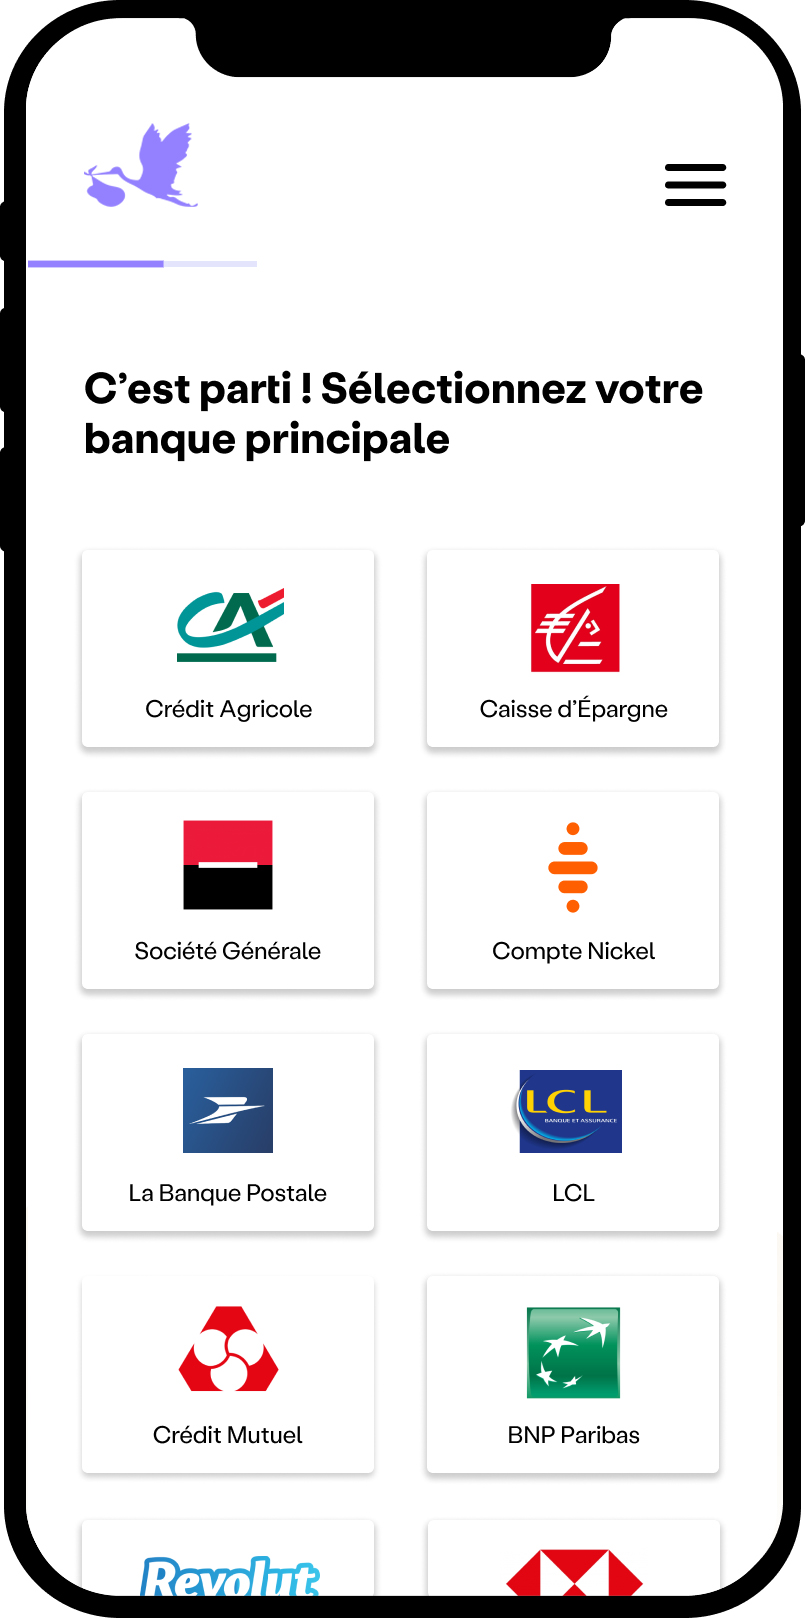 C’est parti ! Sélectionnez votre
banque principale
Crédit Agricole
Caisse d’Épargne
Société Générale
Compte Nickel
LCL
BANQUE ET ASSURANCE
La Banque Postale
LCL
Crédit Mutuel
BNP Paribas
Revolut